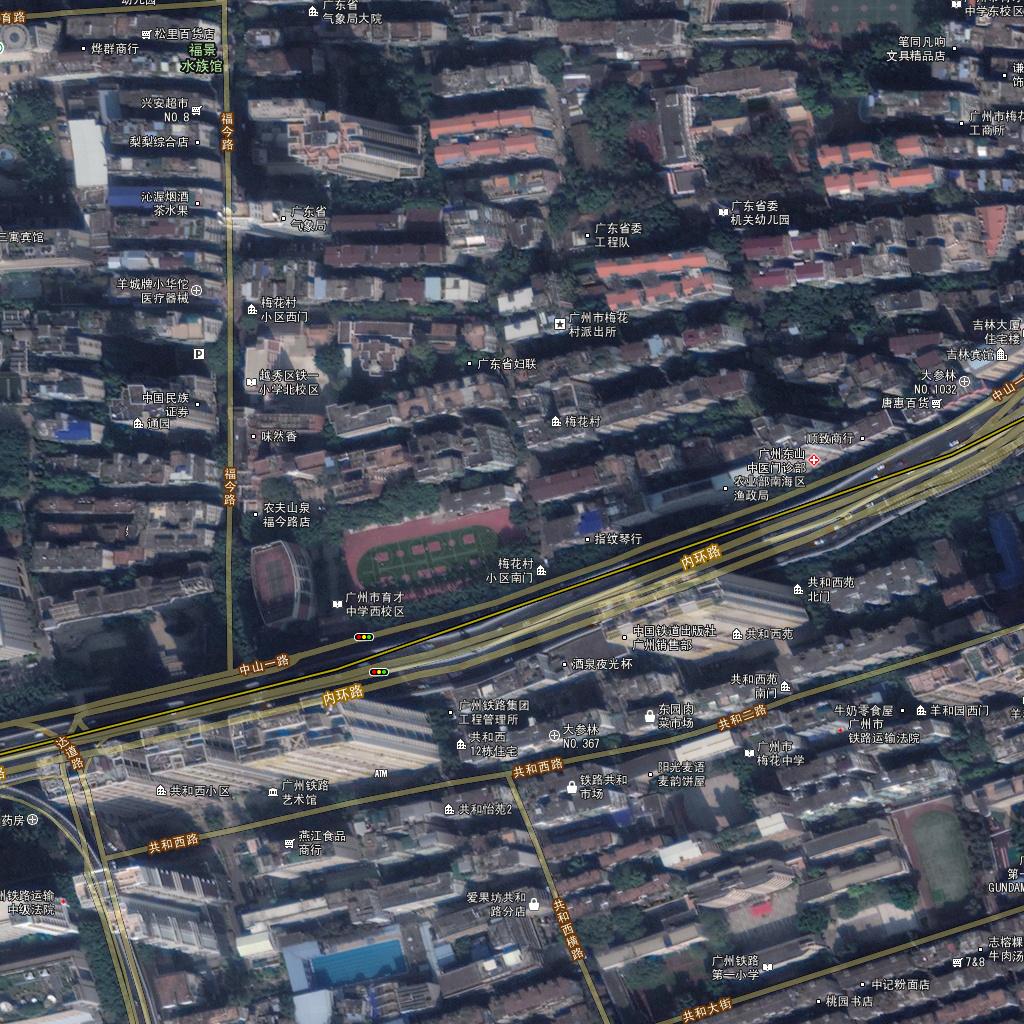 幼儿园
广东省
气象局大院
中学东校区
育路
松里百货店
烨群商行
福景
水族馆
笔同凡响
文具精品店
兴安超市
NO.8
福今路
梨梨综合店
广州市梅花
工商所
沁渥烟酒
茶水果
广东省
气象局
广东省委
机关幼儿园
广东省委
工程队
三寓宾馆
羊城牌小华佗
医疗器械
梅花村
小区西门
广州市梅花
村派出所
吉林大厦
住宅楼
吉林宾馆
P
广东省妇联
越秀区铁一
小学北校区
大参林
NO.1032
唐惠百货
中山一
中国民族
证券
通园
梅花村
味然香
顺致商行
广州东山
中医门诊部
农业部南海区
渔政局
福今路
农夫山泉
福今路店
指纹琴行
内环路
梅花村
小区南门
共和西苑
北门
广州市育才
中学西校区
中国铁道出版社
广州销售部
共和西苑
中山一路
酒泉夜光杯
内环路
共和西苑
南门
广州铁路集团
工程管理所
东园肉
菜市场
共和二路
牛奶零食屋
羊和园西门
广州市
铁路运输法院
达道路
共和西
12栋住宅
大参林
NO.367
广州市
梅花中学
共和西路
ATM
阳光麦语
麦韵饼屋
共和西小区
广州铁路
艺术馆
铁路共和
市场
药房
共和怡苑2
共和西路
燕江食品
商行
GUNDAM
州铁路运输
中级法院
爱果坊共和
路分店
共和西横路
广州铁路
第一小学
志榕粿
牛肉汤
7&8
中记粉面店
桃园书店
共和大街